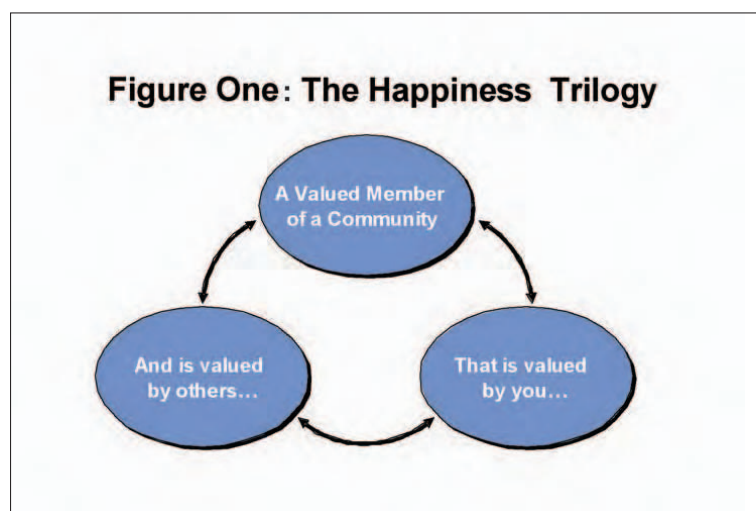 Figure One: The Happiness Trilogy
A Valued Member
of a Community
That is valued
by you…
And is valued
by others…